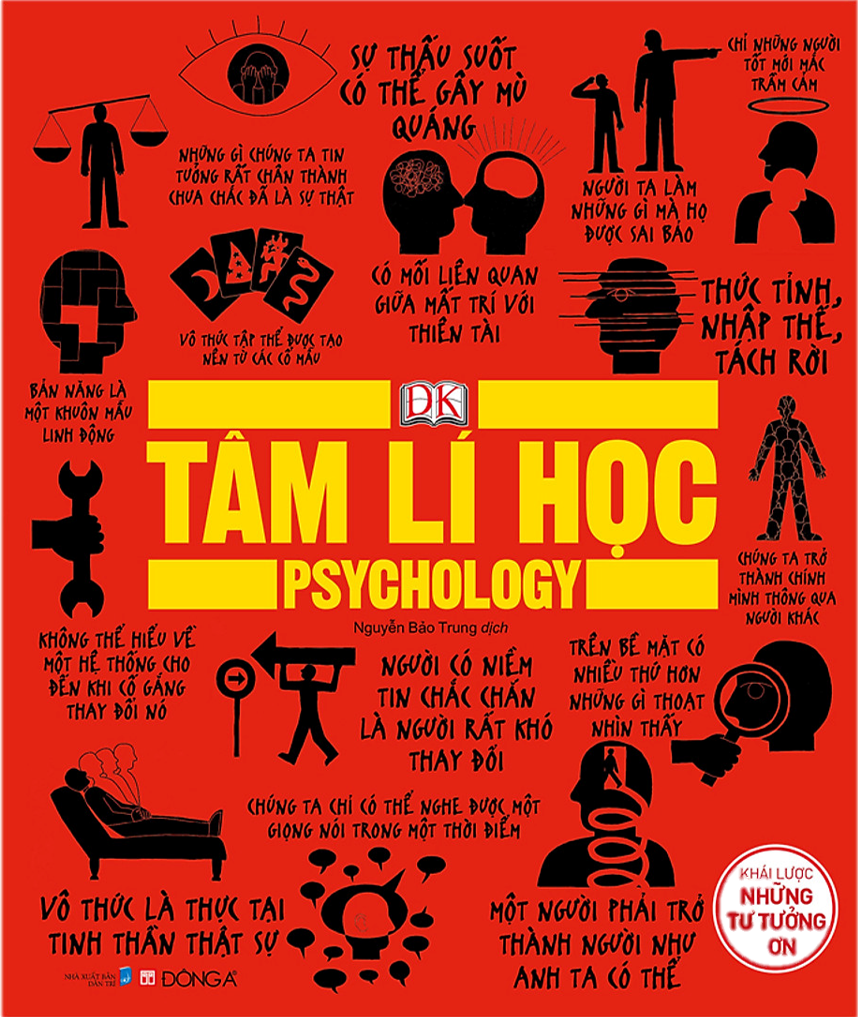 SỰ THẤU SUỐT
CÓ THỂ GÂY MÙ
QUÁNG
CHỈ NHỮNG NGƯỜI
TỐT MỚI MẮC
TRẦM CẢM
NHỮNG GÌ CHÚNG TA TIN
TƯỞNG RẤT CHÂN THÀNH
CHƯA CHẮC ĐÃ LÀ SỰ THẬT
NGƯỜI TA LÀM
NHỮNG GÌ MÀ HỌ
ĐƯỢC SAI BẢO
CÓ MỐI LIÊN QUAN
GIỮA MẤT TRÍ VỚI
THIÊN TÀI
THỨC TỈNH,
NHẬP THẾ,
TÁCH RỜI
VÔ THỨC TẬP THỂ ĐƯỢC TẠO
NÊN TỪ CÁC CỔ MẪU
BẢN NĂNG LÀ
MỘT KHUÔN MẪU
LINH ĐỘNG
DK
TÂM LÍ HỌC
PSYCHOLOGY
Nguyễn Bảo Trung dịch
CHÚNG TA TRỞ
THÀNH CHÍNH
MÌNH THÔNG QUA
NGƯỜI KHÁC
KHÔNG THỂ HIỂU VỀ
MỘT HỆ THỐNG CHO
ĐẾN KHI CỐ GẮNG
THAY ĐỔI NÓ
NGƯỜI CÓ NIỀM
TIN CHẮC CHẮN
LÀ NGƯỜI RẤT KHÓ
THAY ĐỔI
TRÊN BỀ MẶT CÓ
NHIỀU THỨ HƠN
NHỮNG GÌ THOẠT
NHÌN THẤY
CHÚNG TA CHỈ CÓ THỂ NGHE ĐƯỢC MỘT
GIỌNG NÓI TRONG MỘT THỜI ĐIỂM
VÔ THỨC LÀ THỰC TẠI
TINH THẦN THẬT SỰ
MỘT NGƯỜI PHẢI TRỞ
THÀNH NGƯỜI NHƯ
ANH TA CÓ THỂ
KHÁI LƯỢC
NHỮNG
TƯ TƯỞNG
ƠN
NHÀ XUẤT BẢN
DÂN TRÍ
ĐÔNG A